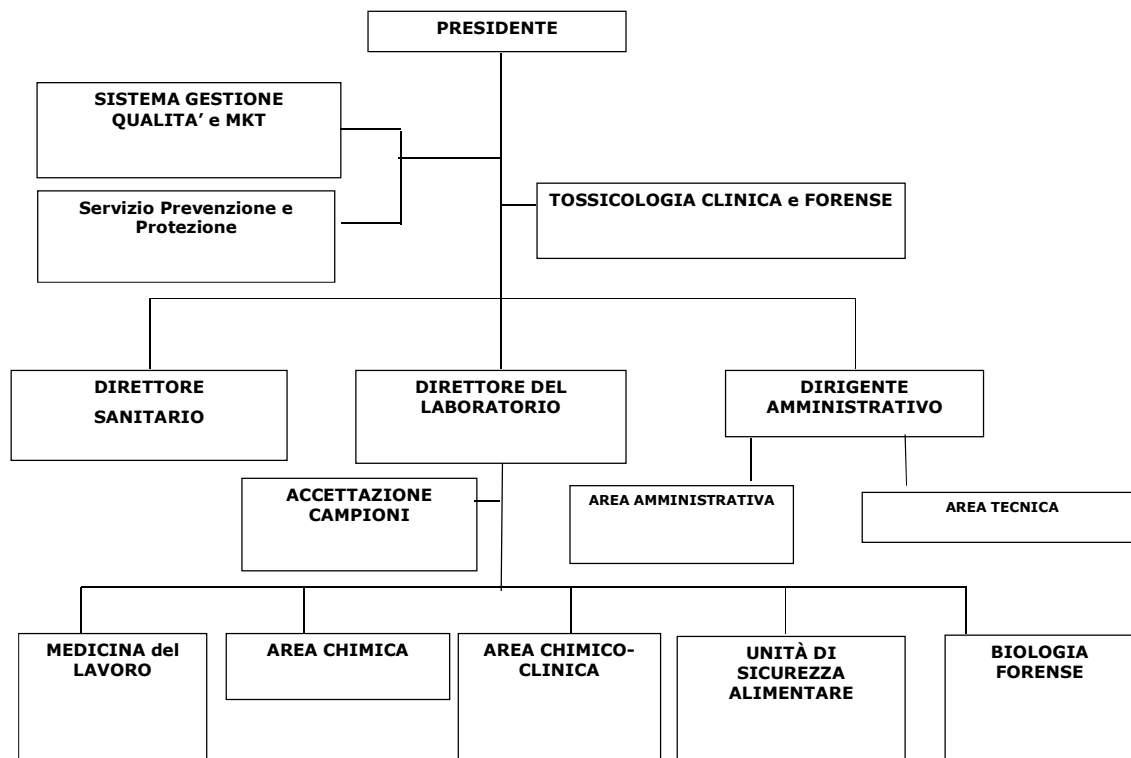 PRESIDENTE
SISTEMA GESTIONE
QUALITA’ e MKT
Servizio Prevenzione e
Protezione
TOSSICOLOGIA CLINICA e FORENSE
DIRETTORE
SANITARIO
DIRETTORE DEL
LABORATORIO
DIRIGENTE
AMMINISTRATIVO
ACCETTAZIONE
CAMPIONI
AREA AMMINISTRATIVA
AREA TECNICA
MEDICINA del
LAVORO
AREA CHIMICA
AREA CHIMICO-
CLINICA
UNITÀ DI
SICUREZZA
ALIMENTARE
BIOLOGIA
FORENSE